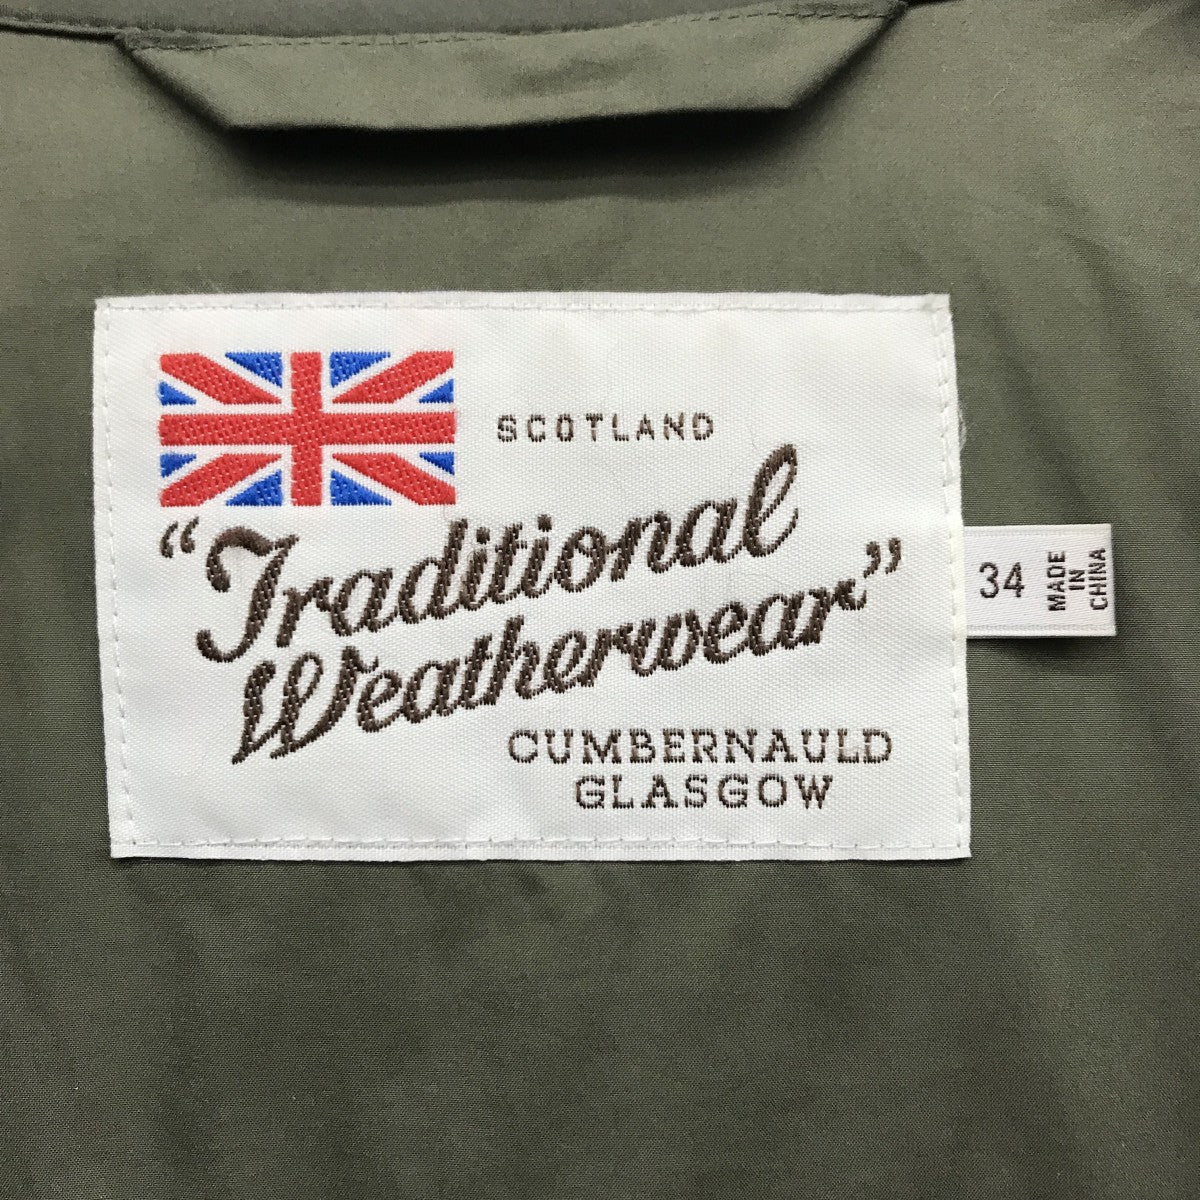 SCOTLAND
"Traditional
Weatherwear"
CUMBERNAULD
GLASGOW
34
MADE
IN
CHINA